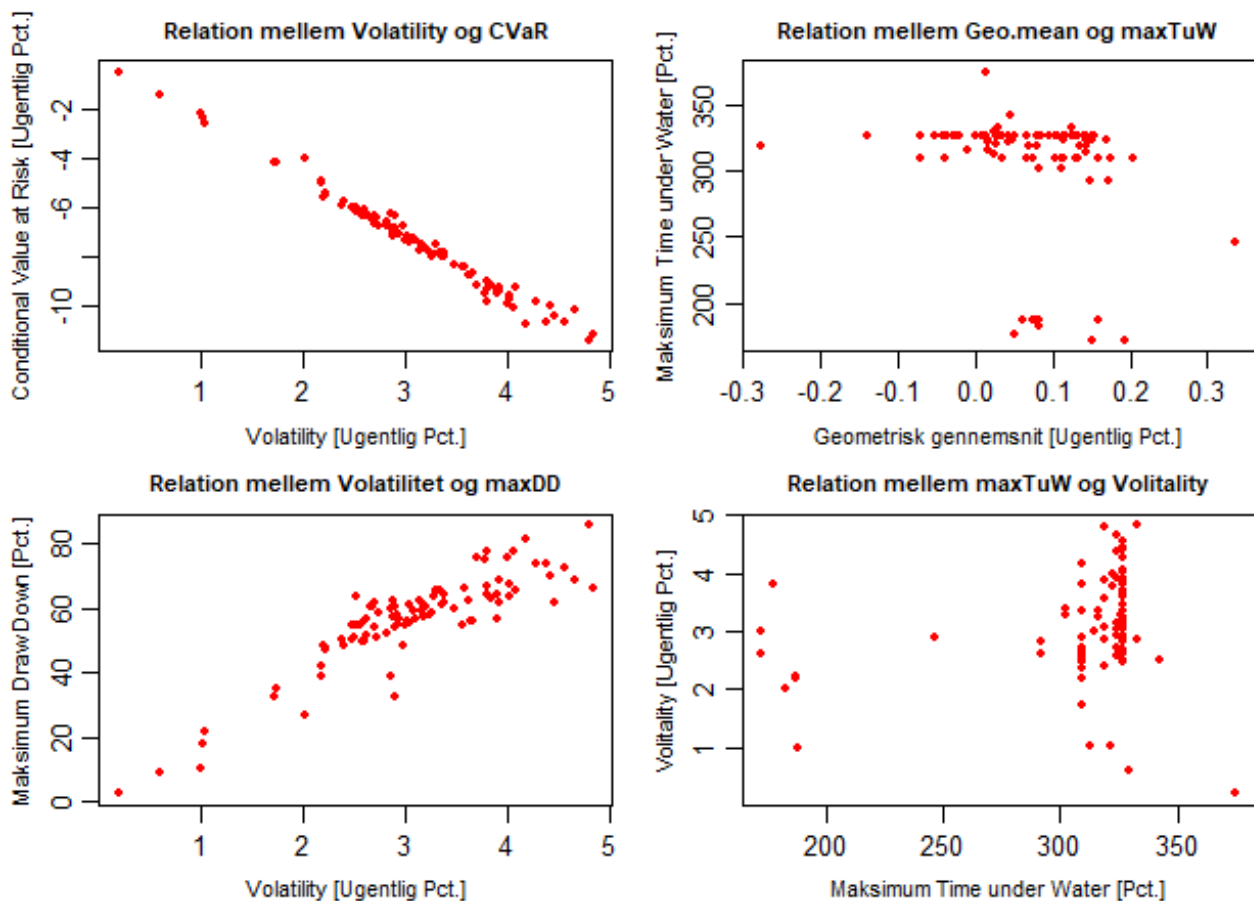 Relation mellem Volatility og CVaR
Conditional Value at Risk [Ugentlig Pct.]
-2
-4
-6
-10
1 2 3 4 5
Volatility [Ugentlig Pct.]
Relation mellem Geo.mean og maxTuW
Maksimum Time under Water [Pct.]
350
300
250
200
-0.3 -0.2 -0.1 0.0 0.1 0.2 0.3
Geometrisk gennemsnit [Ugentlig Pct.]
Relation mellem Volatilitet og maxDD
Maksimum DrawDown [Pct.]
80
60
40
20
0
1 2 3 4 5
Volatility [Ugentlig Pct.]
Relation mellem maxTuW og Volitality
Volitality [Ugentlig Pct.]
5
4
3
2
1
200 250 300 350
Maksimum Time under Water [Pct.]